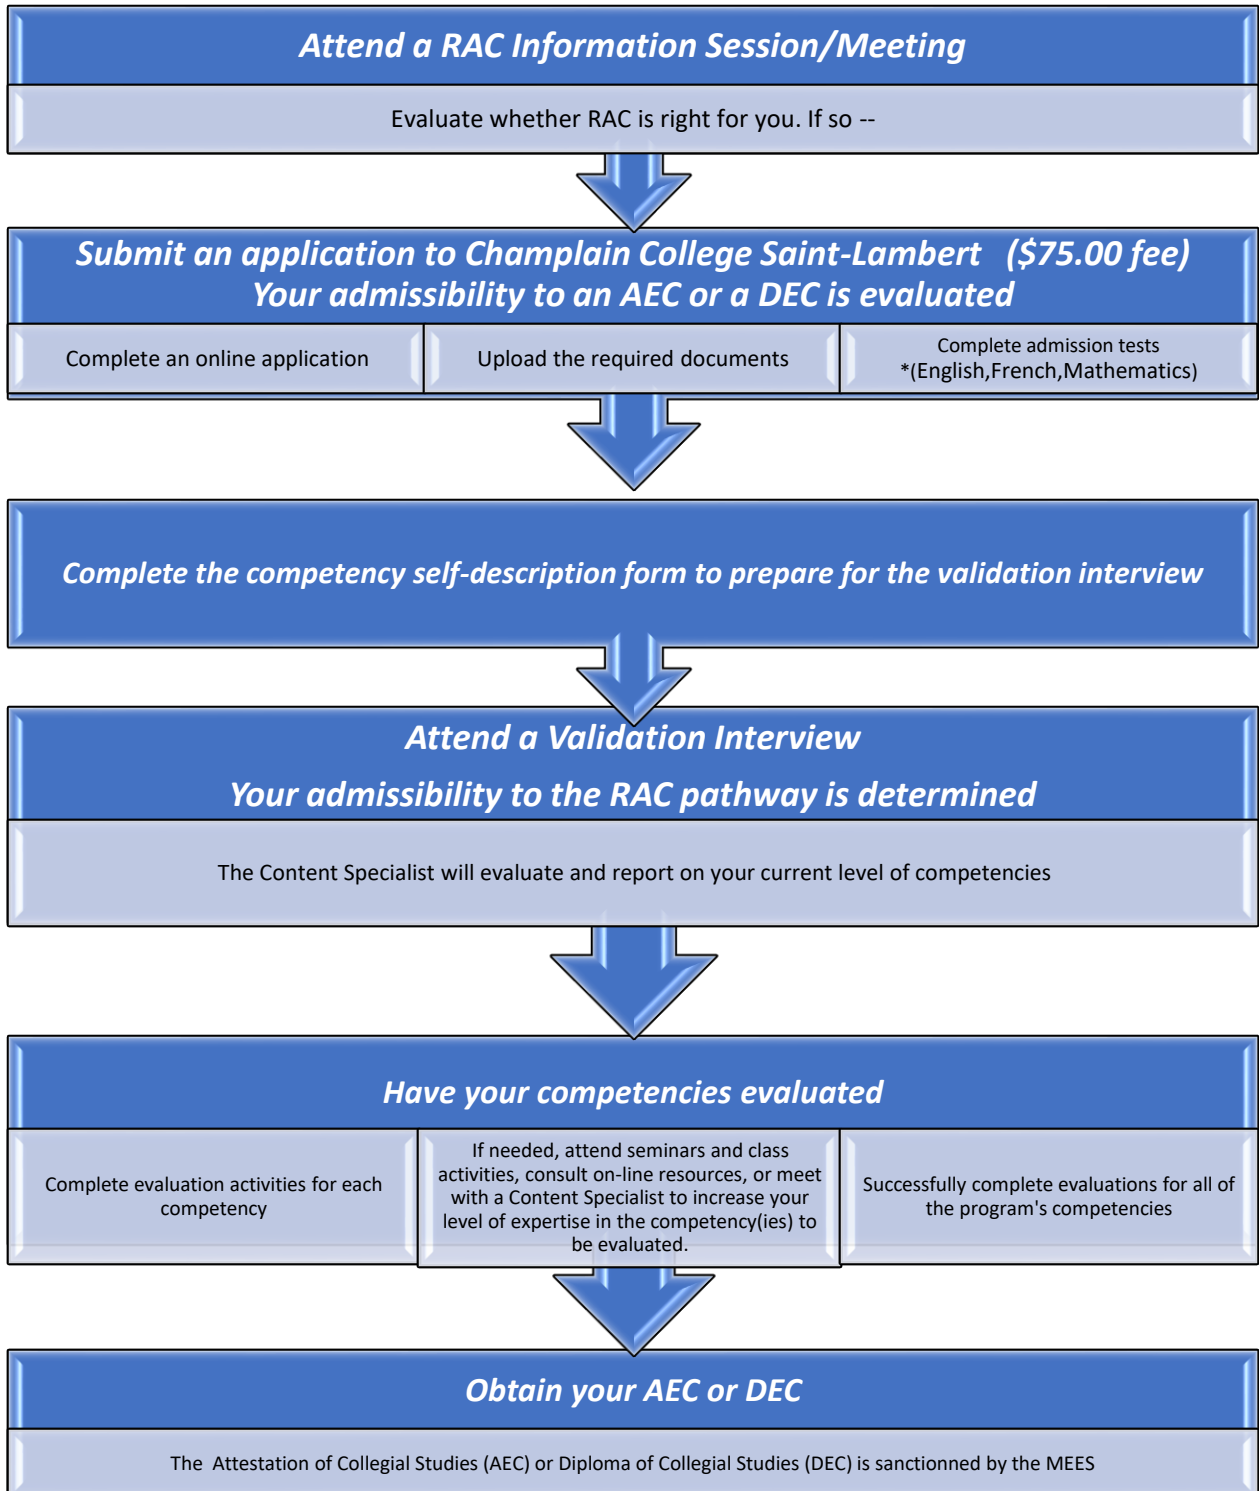 Attend a RAC Information Session/Meeting
Evaluate whether RAC is right for you. If so --
Submit an application to Champlain College Saint-Lambert ($75.00 fee)
Your admissibility to an AEC or a DEC is evaluated
Complete an online application
Upload the required documents
Complete admission tests
*(English,French,Mathematics)
Complete the competency self-description form to prepare for the validation interview
Attend a Validation Interview
Your admissibility to the RAC pathway is determined
The Content Specialist will evaluate and report on your current level of competencies
Have your competencies evaluated
Complete evaluation activities for each
competency
If needed, attend seminars and class
activities, consult on-line resources, or meet
with a Content Specialist to increase your
level of expertise in the competency(ies) to
be evaluated.
Successfully complete evaluations for all of
the program's competencies
Obtain your AEC or DEC
The Attestation of Collegial Studies (AEC) or Diploma of Collegial Studies (DEC) is sanctionned by the MEES